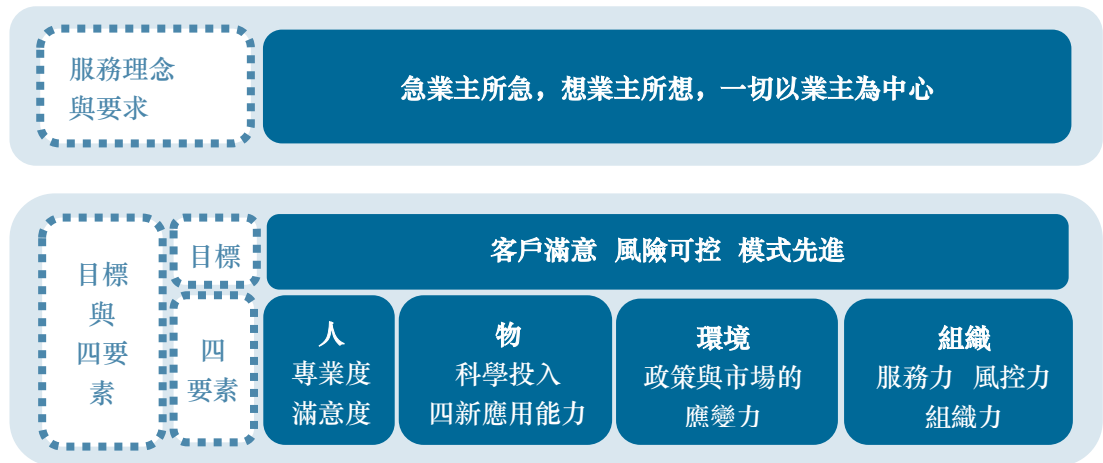 服務理念
與要求
急業主所急，想業主所想，一切以業主為中心
目標
與
四要
素
目標
客戶滿意 風險可控 模式先進
四
要素
人
專業度
滿意度
物
科學投入
四新應用能力
環境
政策與市場的
應變力
組織
服務力 風控力
組織力